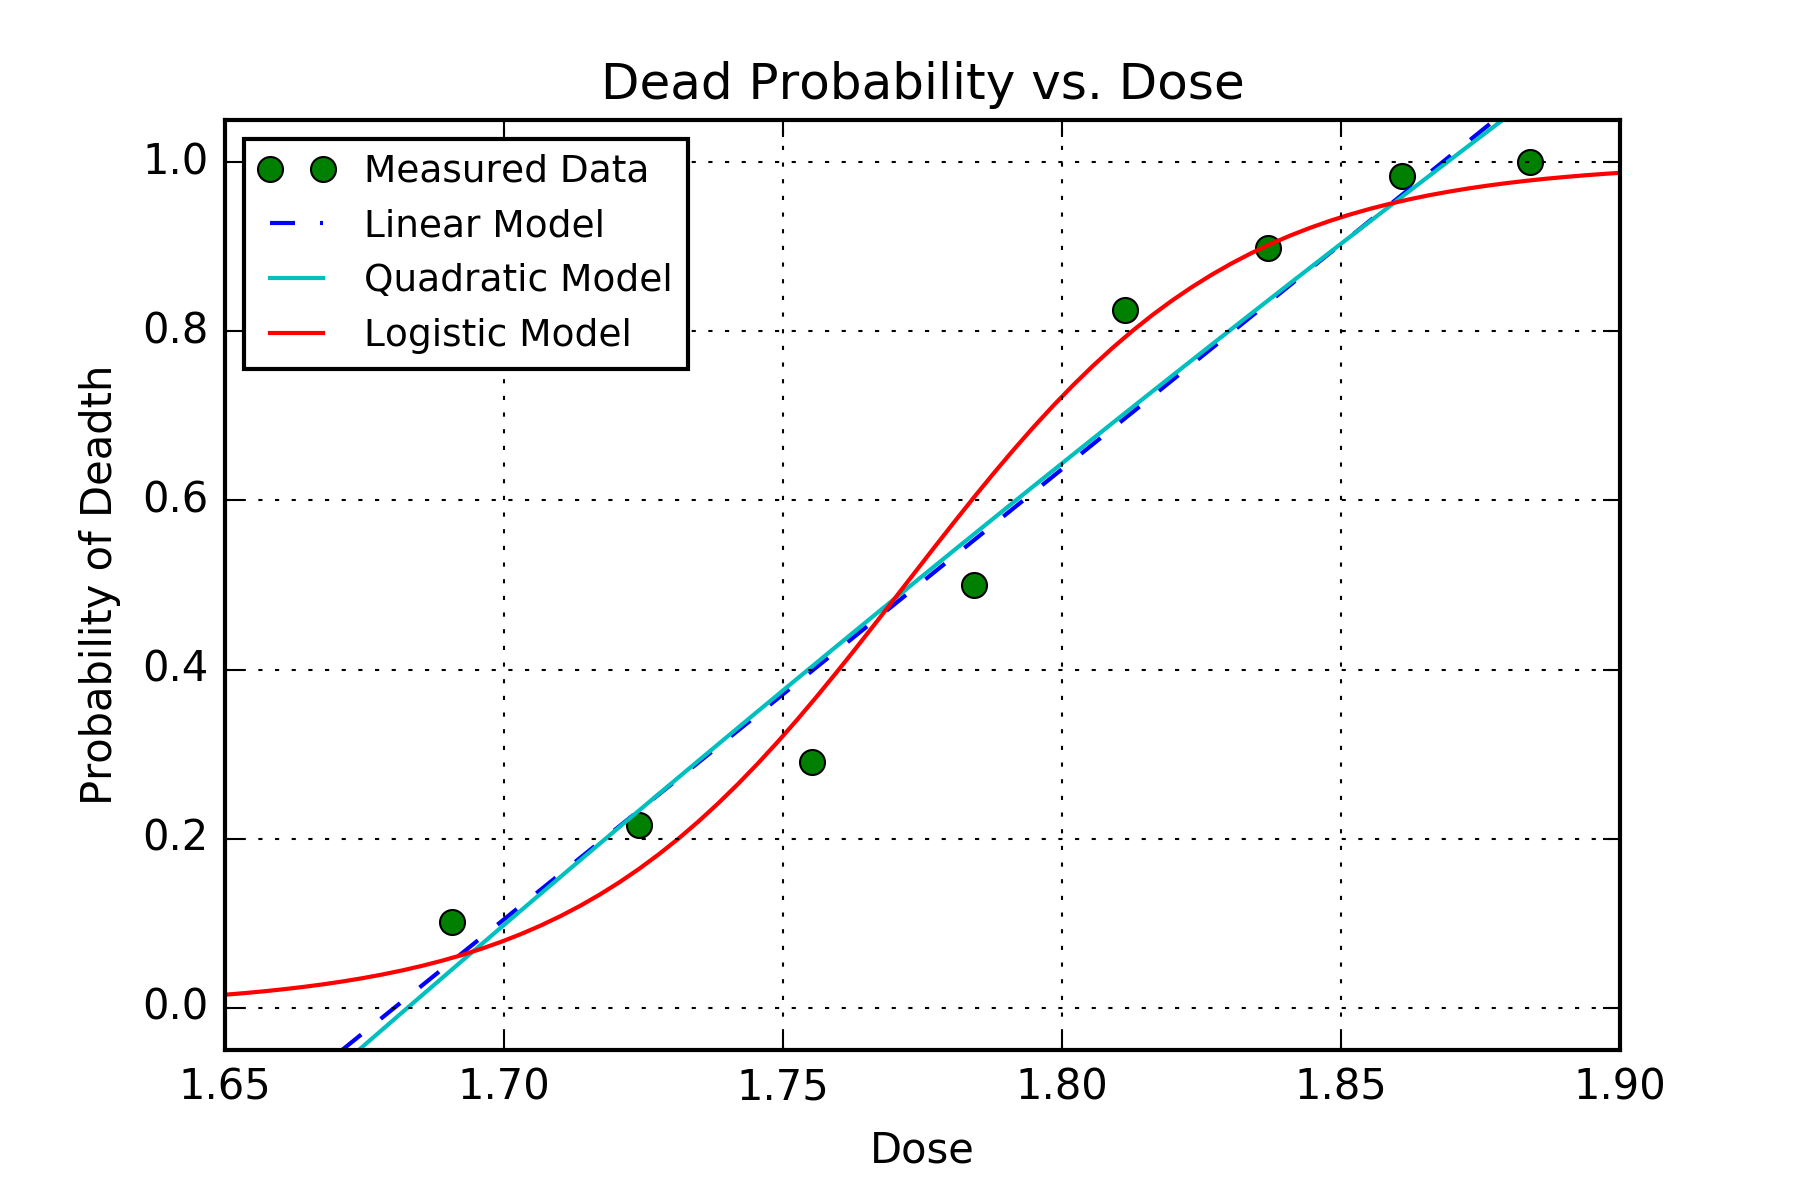 Dead Probability vs. Dose
Measured Data
Linear Model
Quadratic Model
Logistic Model
Probability of Deadth
1.0
0.8
0.6
0.4
0.2
0.0
1.65 1.70 1.75 1.80 1.85 1.90
Dose